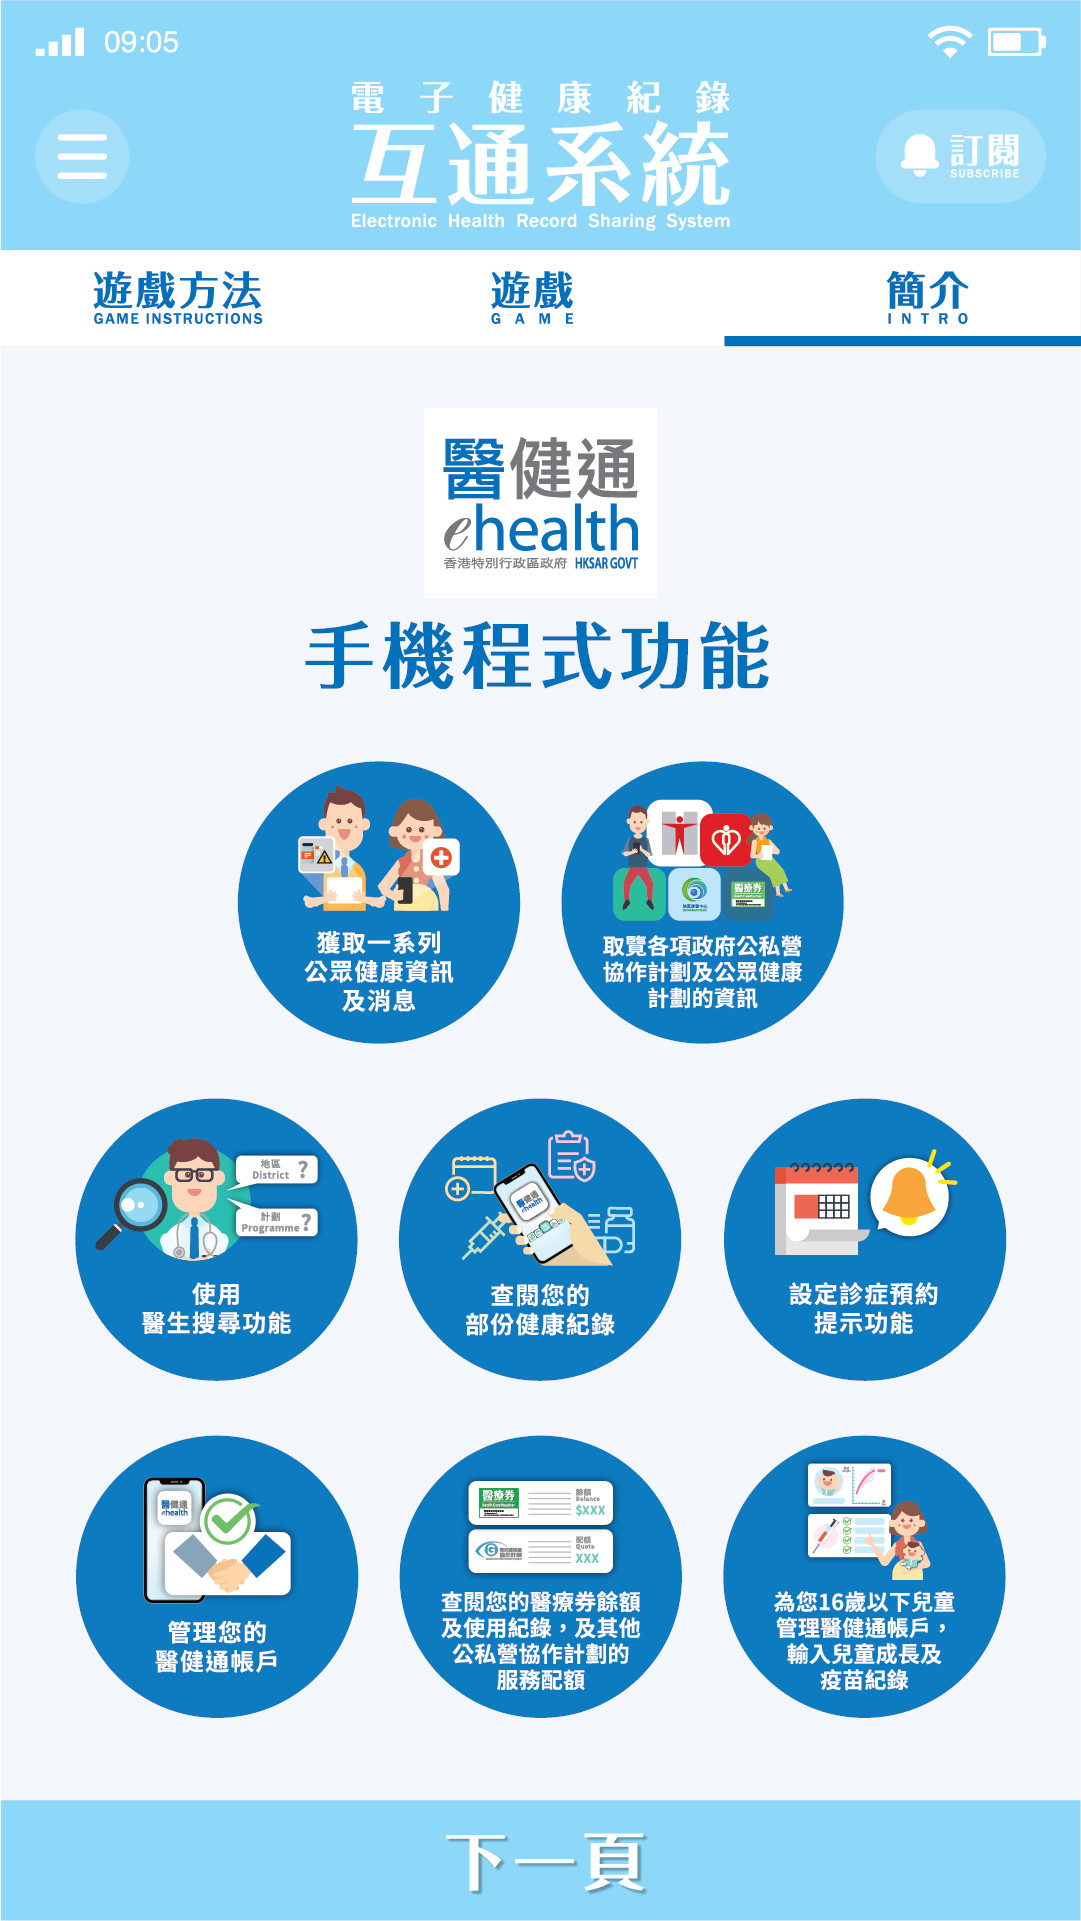 09:05
電子健康紀錄
互通系統
Electronic Health Record Sharing System
訂閱
SUBSCRIBE
遊戲方法
GAME INSTRUCTIONS
遊戲
GAME
簡介
INTRO
醫健通
ehealth
香港特別行政區政府 HKSAR GOVT
手機程式功能
獲取一系列
公眾健康資訊
及消息
醫療券
取覽各項政府公私營
協作計劃及公眾健康
計劃的資訊
地區
District ?
計劃
Programme ?
使用
醫生搜尋功能
醫健通
ehealth
查閱您的
部份健康紀錄
設定診症預約
提示功能
醫健通
ehealth
管理您的
醫健通帳戶
醫療券
餘額
Balance
$XXX
配額
Quota
XXX
查閱您的醫療券餘額
及使用紀錄，及其他
公私營協作計劃的
服務配額
為您16歲以下兒童
管理醫健通帳戶，
輸入兒童成長及
疫苗紀錄
下一頁